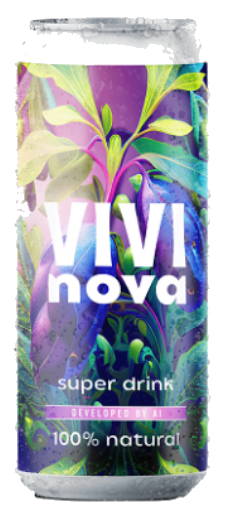 VIVI
nova
super drink
DEVELOPED BY AI
100% natural